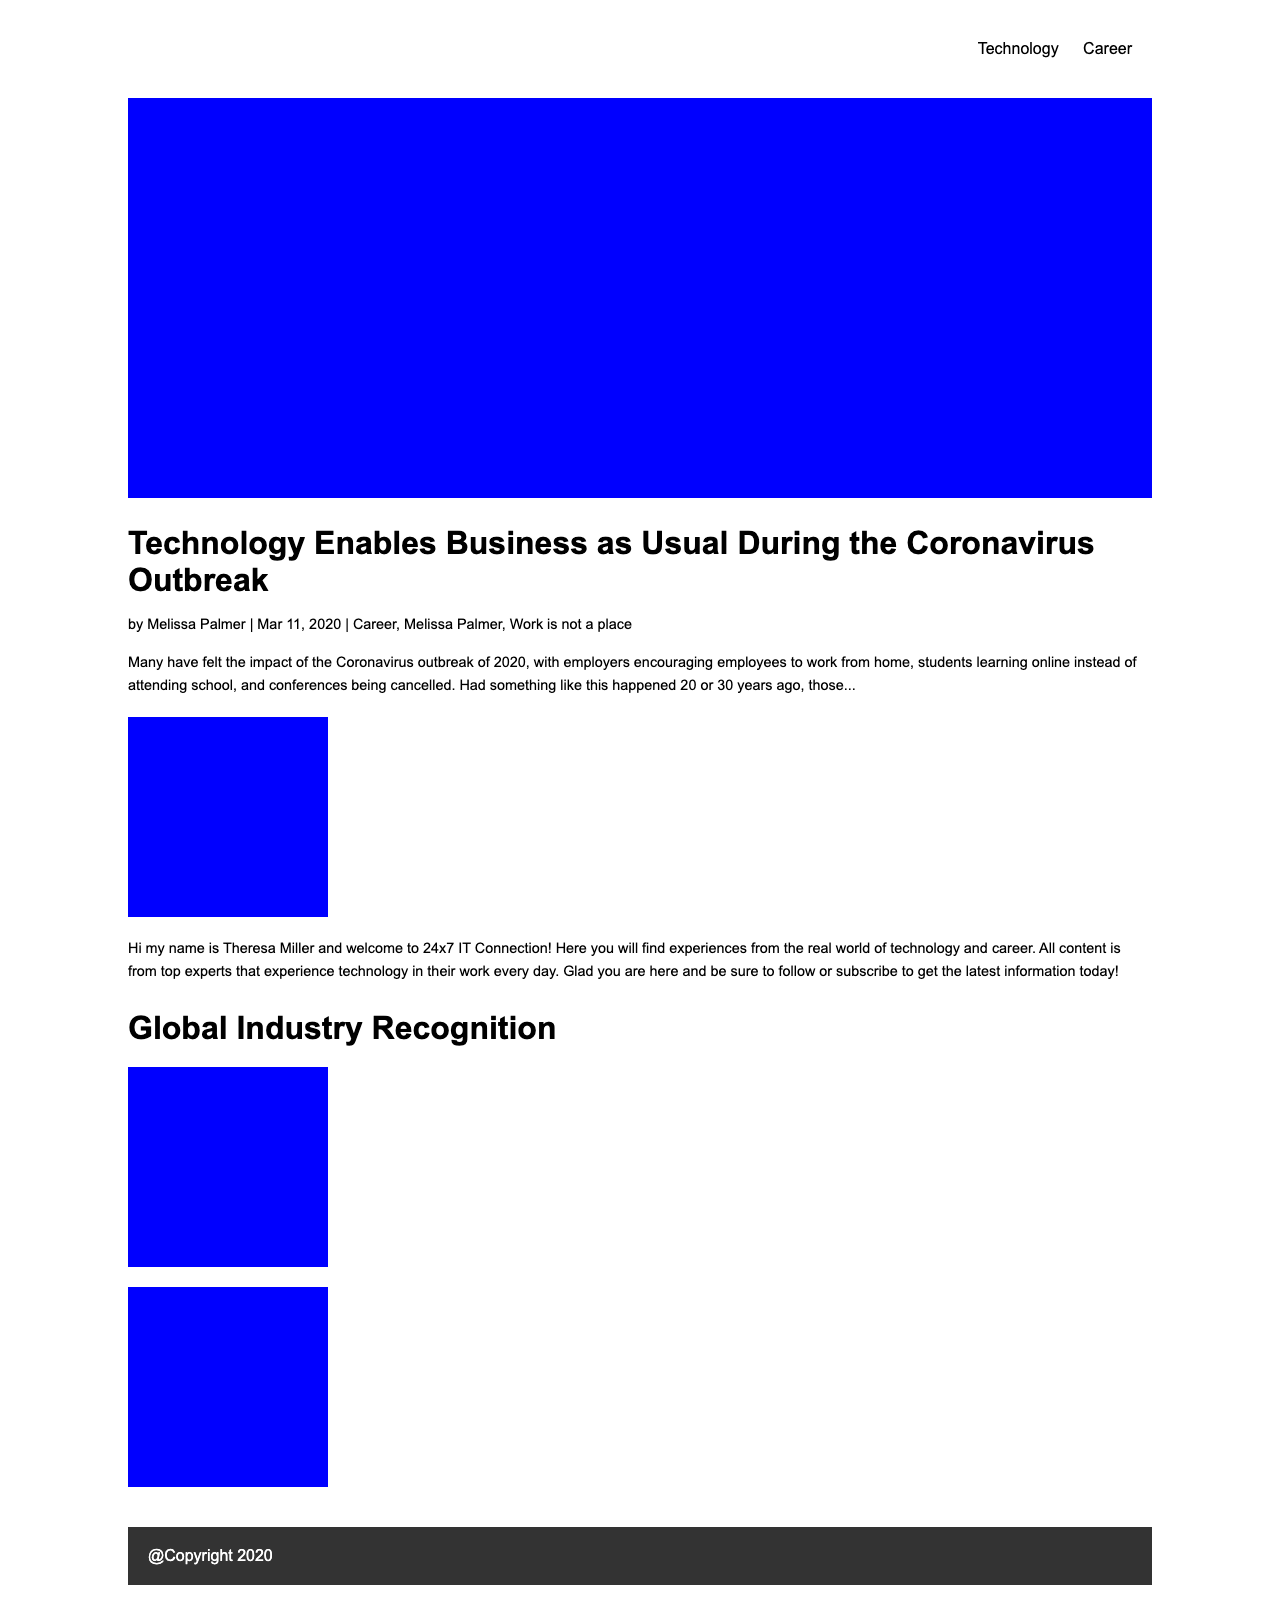 Technology Career
Technology Enables Business as Usual During the Coronavirus
Outbreak
by Melissa Palmer | Mar 11, 2020 | Career, Melissa Palmer, Work is not a place
Many have felt the impact of the Coronavirus outbreak of 2020, with employers encouraging employees to work from home, students learning online instead of
attending school, and conferences being cancelled. Had something like this happened 20 or 30 years ago, those...
Hi my name is Theresa Miller and welcome to 24x7 IT Connection! Here you will find experiences from the real world of technology and career. All content is
from top experts that experience technology in their work every day. Glad you are here and be sure to follow or subscribe to get the latest information today!
Global Industry Recognition
@Copyright 2020